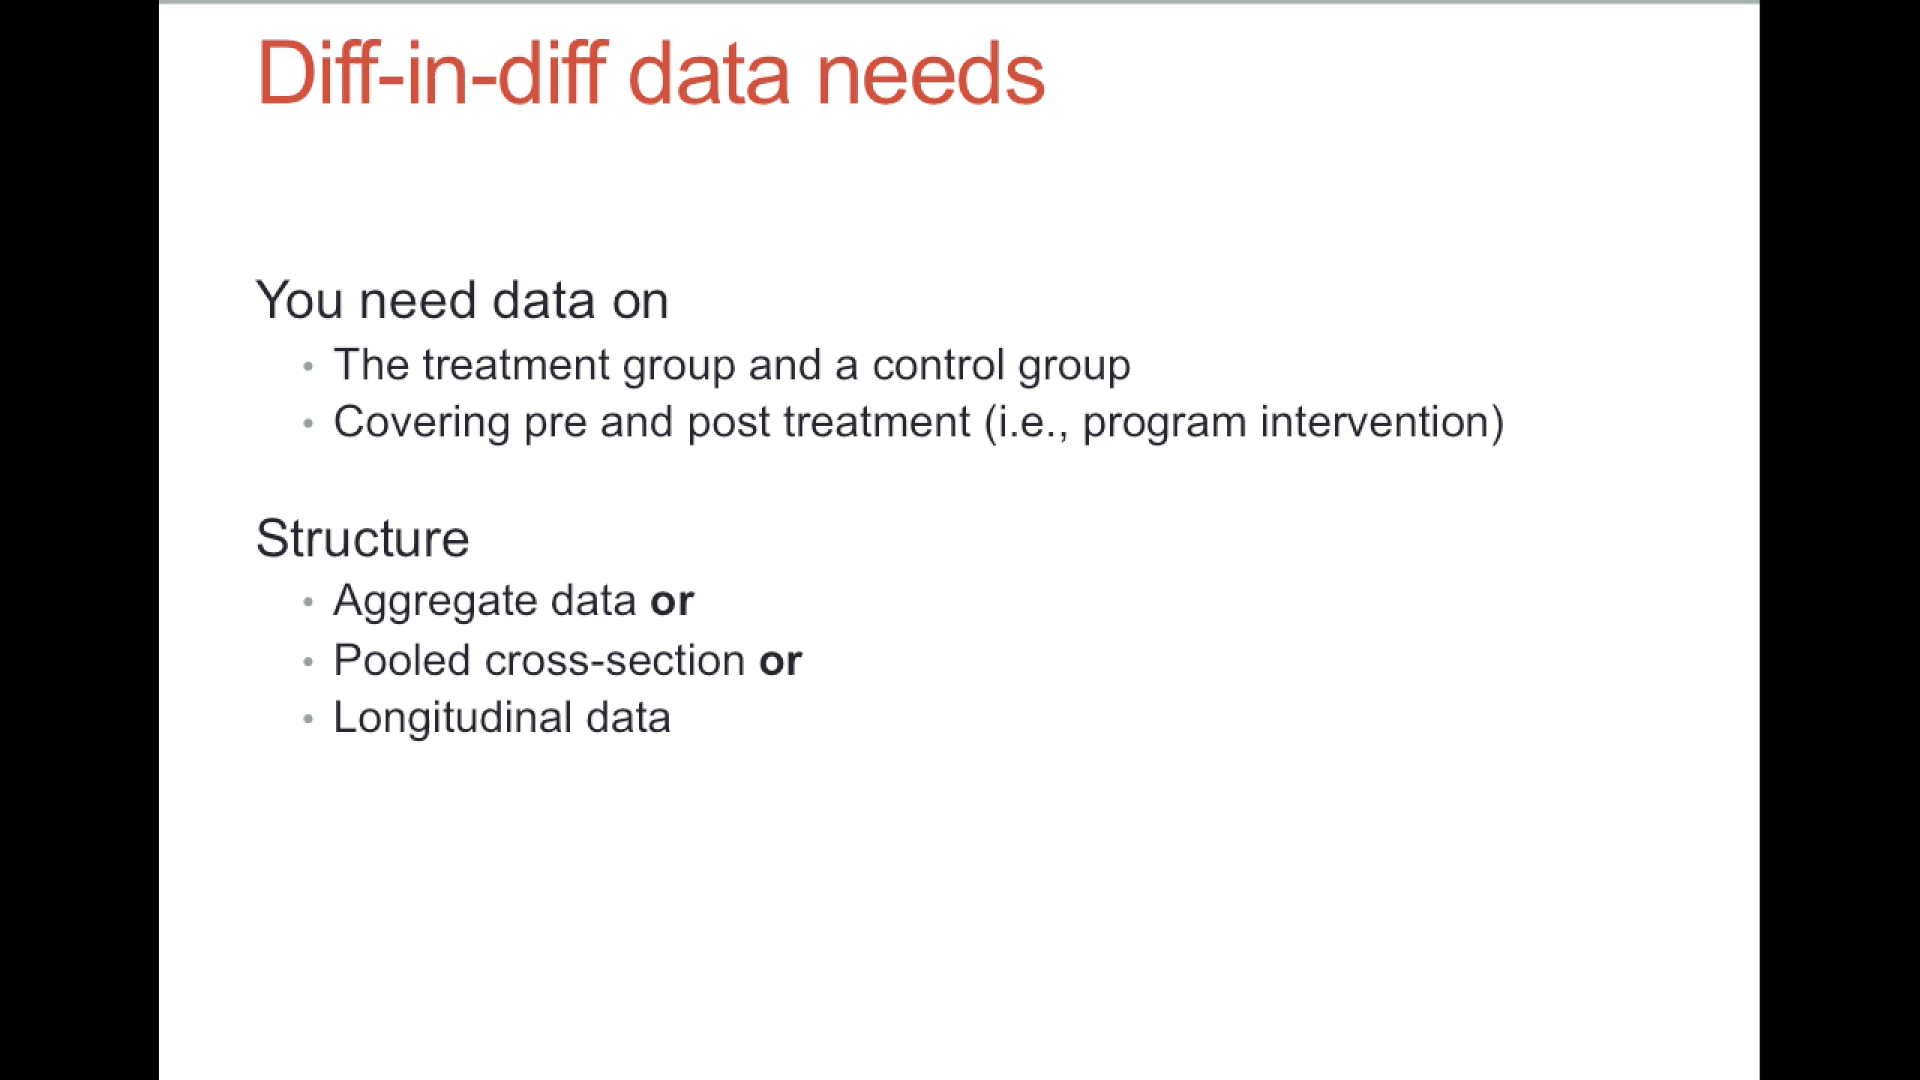 Diff-in-diff data needs
You need data on
• The treatment group and a control group
• Covering pre and post treatment (i.e., program intervention)
Structure
• Aggregate data or
• Pooled cross-section or
• Longitudinal data